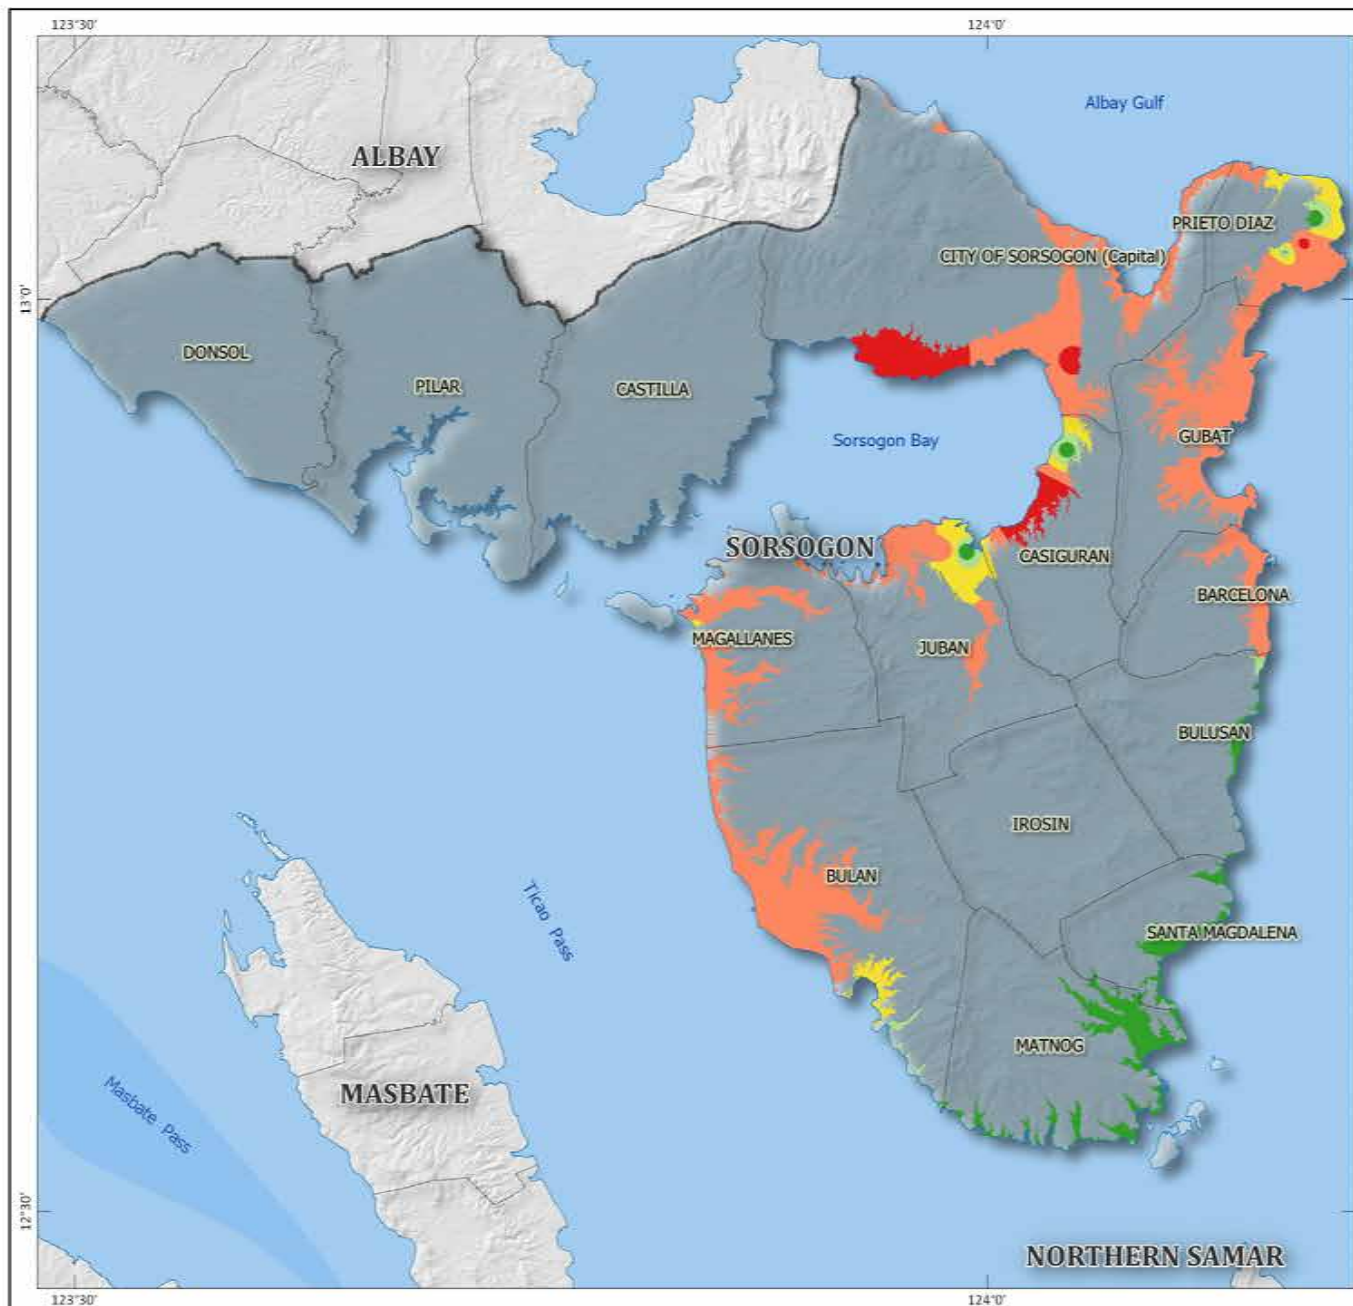 123°30'
124°0'
Albay Gulf
ALBAY
PRIETO DIAZ
CITY OF SORSOGON (Capital)
13°0'
DONSOL
PILAR
CASTILLA
Sorsogon Bay
GUBAT
SORSOGON
CASIGURAN
BARCELONA
MAGALLANES
JUBAN
BULUSAN
IROSIN
BULAN
Ticao Pass
SANTA MAGDALENA
MATNOG
MASBATE
Masbate Pass
12°30'
NORTHERN SAMAR
123°30'
124°0'